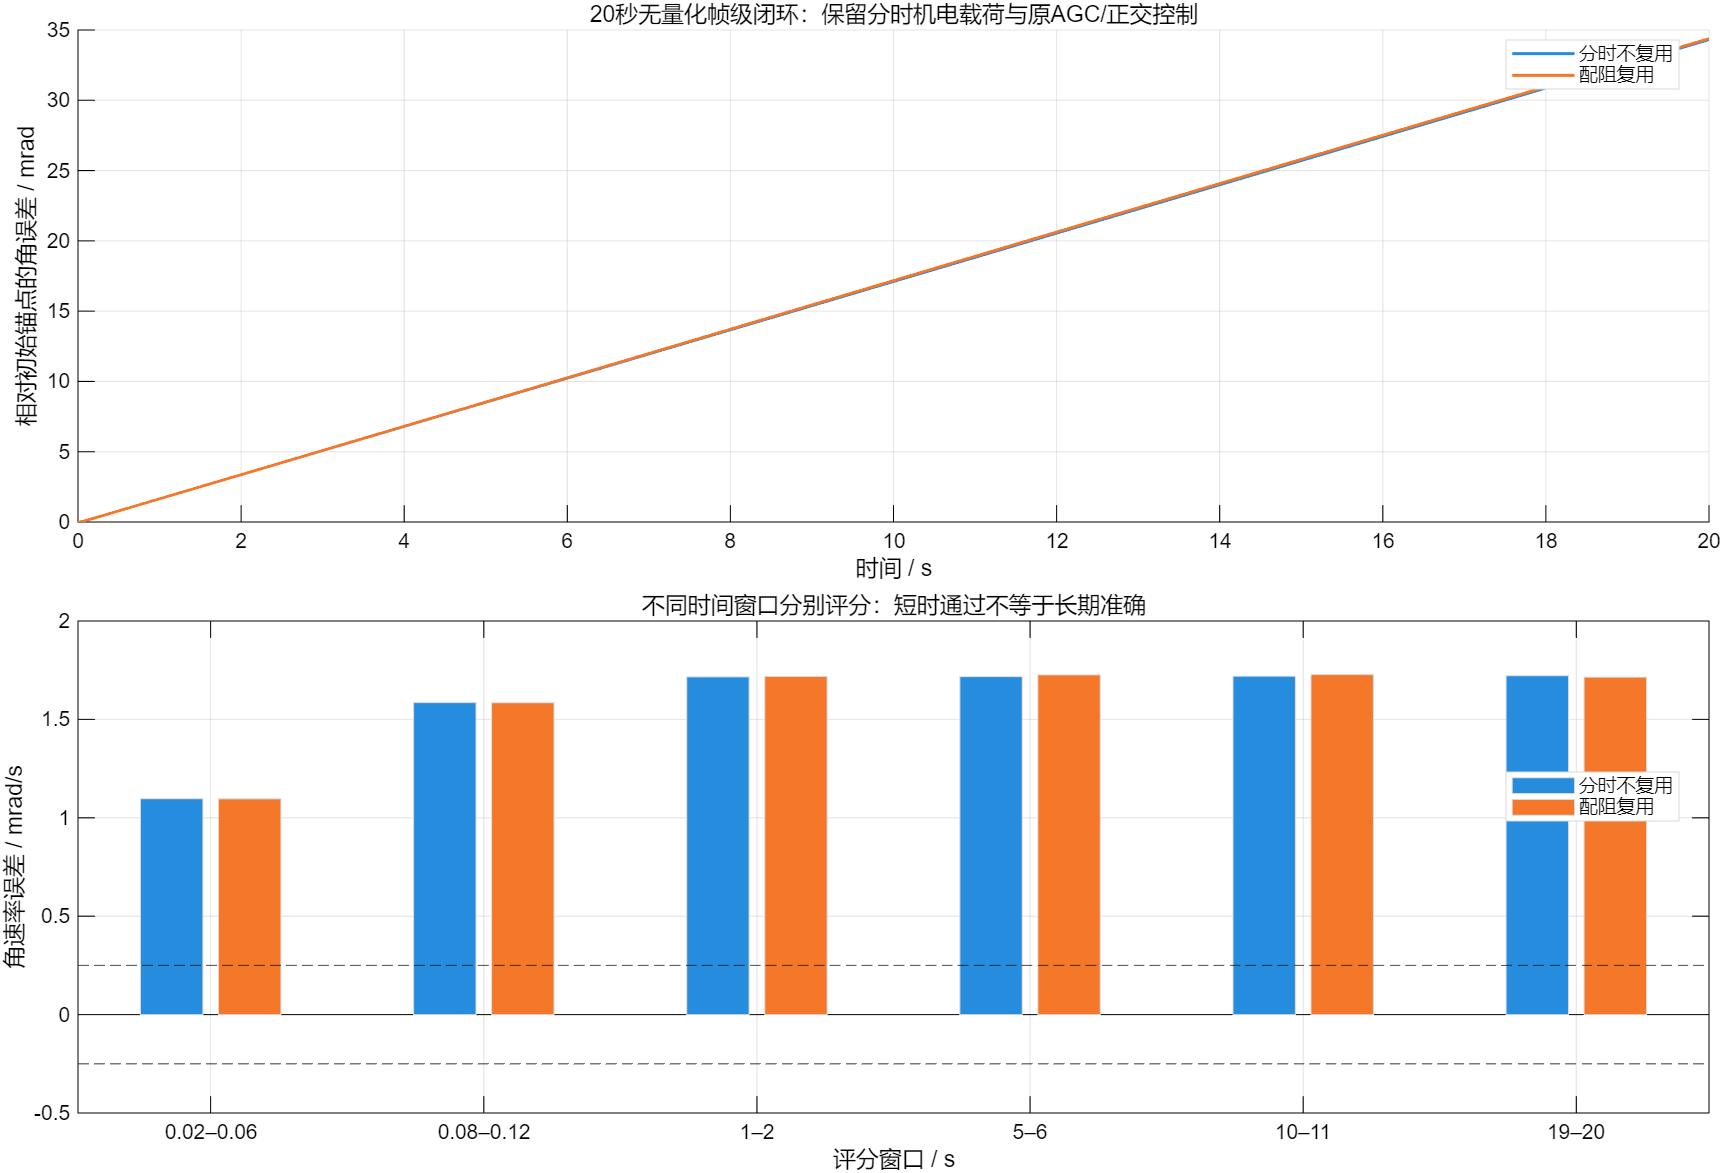 20秒无量化帧级闭环：保留分时机电载荷与原AGC/正交控制
相对初始锚点的角误差 / mrad
35
30
25
20
15
10
5
0
分时不复用
配阻复用
0 2 4 6 8 10 12 14 16 18 20
时间 / s
不同时间窗口分别评分：短时通过不等于长期准确
角速率误差 / mrad/s
2
1.5
1
0.5
0
-0.5
分时不复用
配阻复用
0.02–0.06 0.08–0.12 1–2 5–6 10–11 19–20
评分窗口 / s